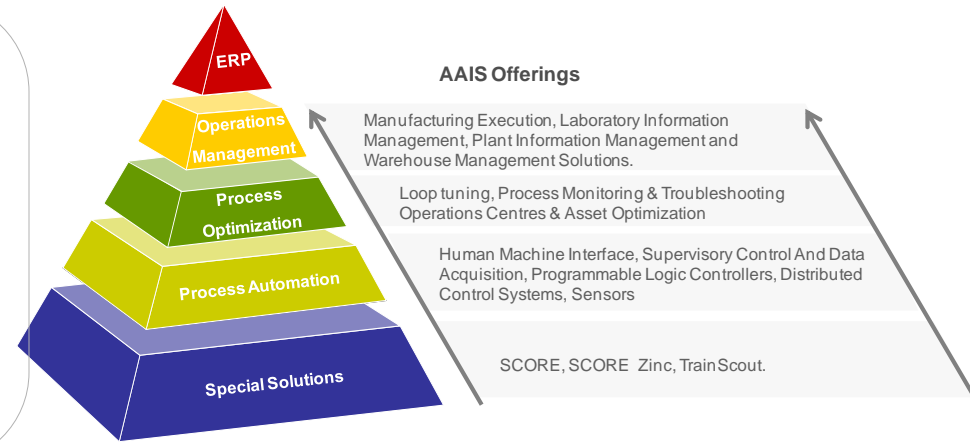 ERP
AAIS Offerings
Operations
Management
Manufacturing Execution, Laboratory Information
Management, Plant Information Management and
Warehouse Management Solutions.
Process
Optimization
Loop tuning, Process Monitoring & Troubleshooting
Operations Centres & Asset Optimization
Process Automation
Human Machine Interface, Supervisory Control And Data
Acquisition, Programmable Logic Controllers, Distributed
Control Systems, Sensors
Special Solutions
SCORE, SCORE Zinc, TrainScout.